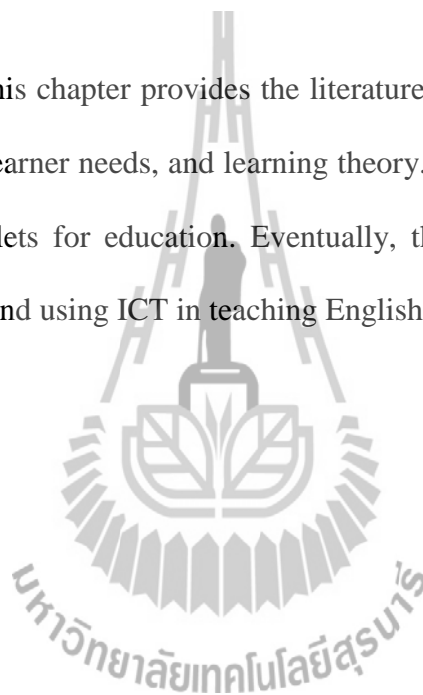 his chapter provides the literature
earner needs, and learning theory.
lets for education. Eventually, th
nd using ICT in teaching English
มหาวิทยาลัยเทคโนโลยีสุรนารี